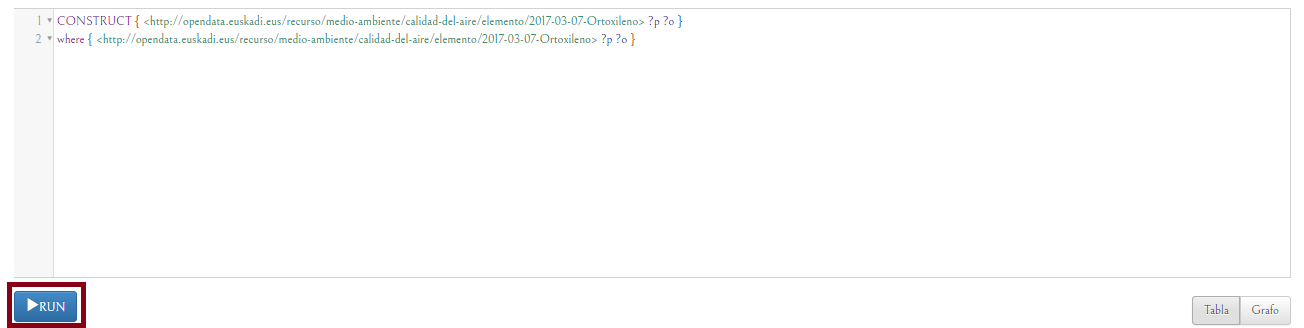 1 CONSTRUCT { <http://opendata.euskadi.eus/recurso/medio-ambiente/calidad-del-aire/elemento/2017-03-07-Ortoxileno> ?p ?o }
2 where { <http://opendata.euskadi.eus/recurso/medio-ambiente/calidad-del-aire/elemento/2017-03-07-Ortoxileno> ?p ?o }
RUN
Tabla Grafo